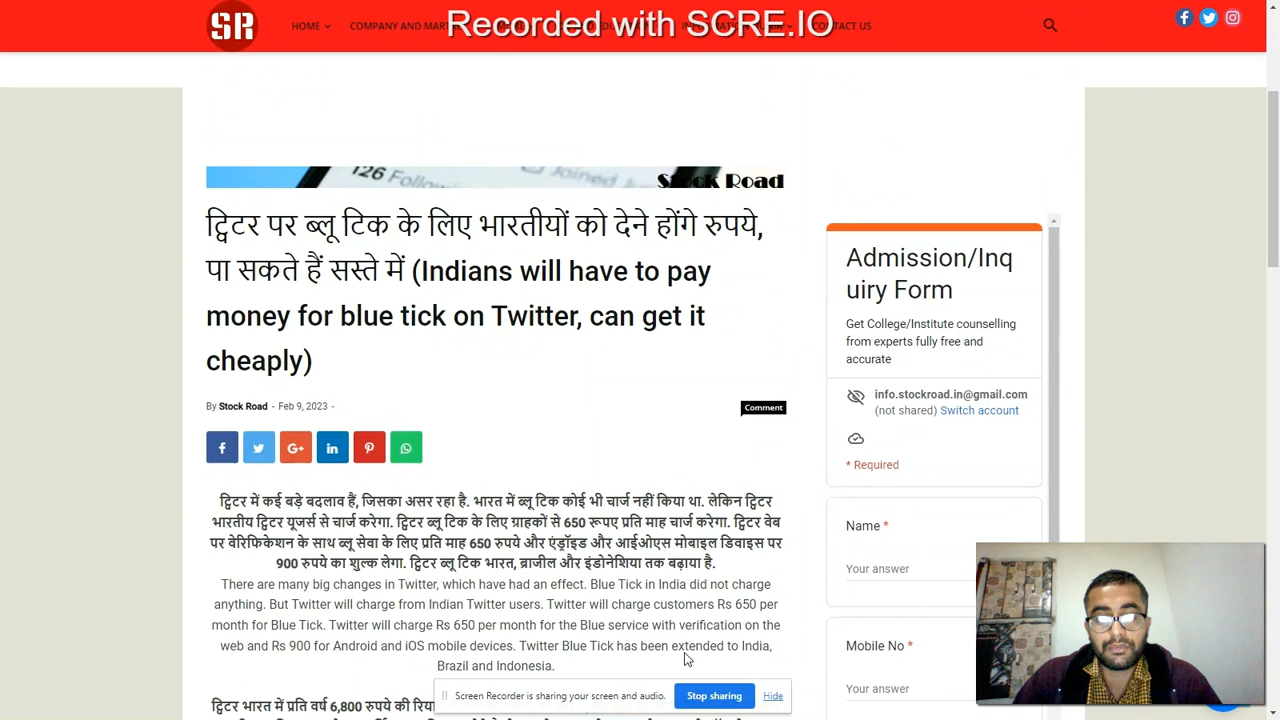 Recorded with SCRE.IO
SR
HOME
COMPANY AND MAR
CONTACT US
126
Joined
Stock Road
ट्विटर पर ब्लू टिक के लिए भारतीयों को देने होंगे रुपये,
पा सकते हैं सस्ते में (Indians will have to pay
money for blue tick on Twitter, can get it
cheaply)
By Stock Road - Feb 9, 2023 -
Comment
ट्विटर में कई बड़े बदलाव हैं, जिसका असर रहा है. भारत में ब्लू टिक कोई भी चार्ज नहीं किया था. लेकिन ट्विटर
भारतीय ट्विटर यूजर्स से चार्ज करेगा. ट्विटर ब्लू टिक के लिए ग्राहकों से 650 रूपए प्रति माह चार्ज करेगा. ट्विटर वेब
पर वेरिफिकेशन के साथ ब्लू सेवा के लिए प्रति माह 650 रुपये और एंड्रॉइड और आईओएस मोबाइल डिवाइस पर
900 रुपये का शुल्क लेगा. ट्विटर ब्लू टिक भारत, ब्राजील और इंडोनेशिया तक बढ़ाया है.
There are many big changes in Twitter, which have had an effect. Blue Tick in India did not charge
anything. But Twitter will charge from Indian Twitter users. Twitter will charge customers Rs 650 per
month for Blue Tick. Twitter will charge Rs 650 per month for the Blue service with verification on the
web and Rs 900 for Android and iOS mobile devices. Twitter Blue Tick has been extended to India,
Brazil and Indonesia.
ट्विटर भारत में प्रति वर्ष 6,800 रुपये की
Admission/Inq
uiry Form
Get College/Institute counselling
from experts fully free and
accurate
info.stockroad.in@gmail.com
(not shared) Switch account
* Required
Name *
Your answer
Mobile No *
Your answer
Screen Recorder is sharing your screen and audio.
Stop sharing
Hide